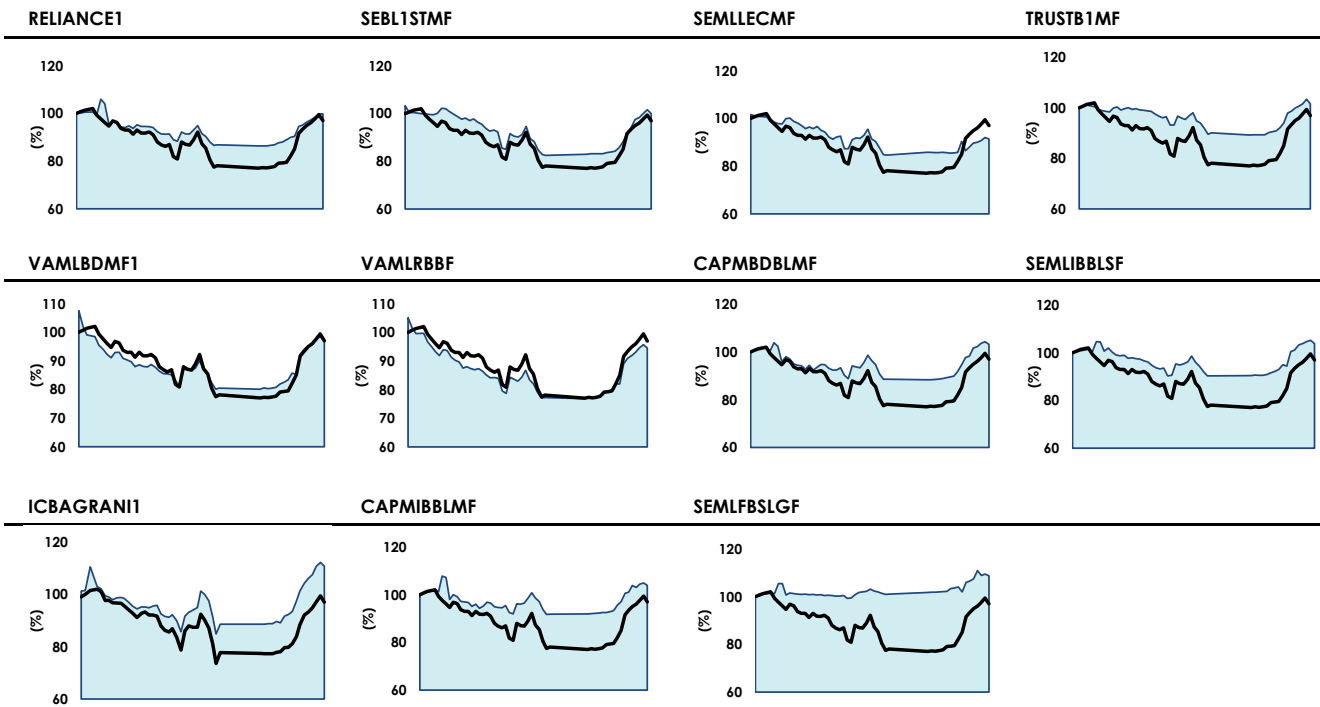 RELIANCE1 SEBL1STMF SEMLLECMF TRUSTB1MF
120 120 120 120
100 100 100 100
(%) (%) (%) (%)
80 80 80 80
60 60 60 60
VAMLBDMF1 VAMLRBBF CAPMBDBLMF SEMLIBBLSF
110 110 120 120
100 100 100 100
90 90
(%) (%) (%) (%)
80 80 80 80
70 70
60 60 60 60
ICBAGRANI1 CAPMIBBLMF SEMLFBSLGF
120 120 120
100 100 100
(%) (%) (%)
80 80 80
60 60 60